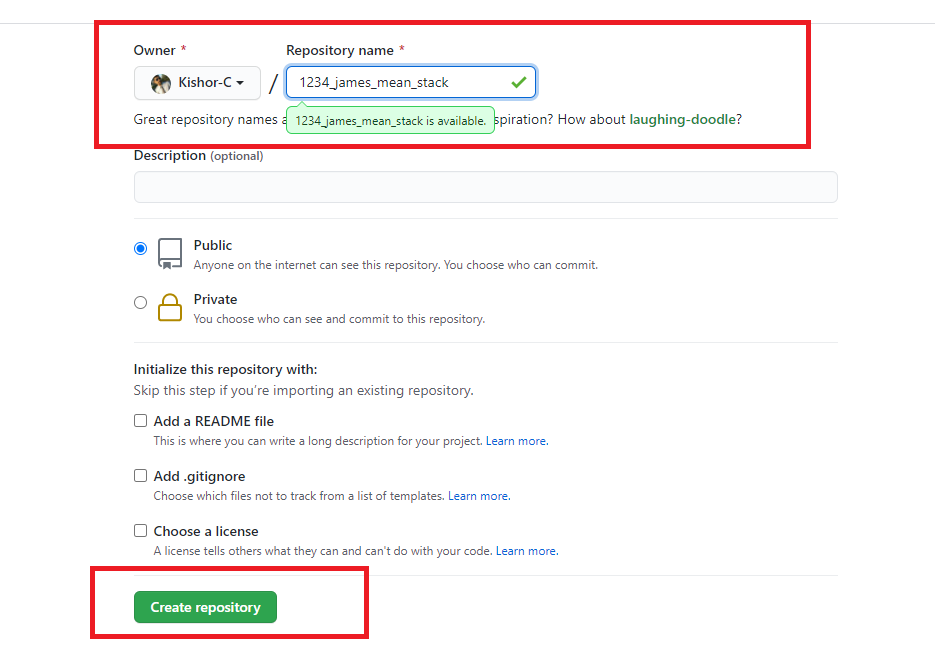 Owner * Repository name *
Kishor-C / 1234_james_mean_stack
Great repository names 1234_james_mean_stack is available. spiration? How about laughing-doodle?
Description (optional)
Public
Anyone on the internet can see this repository. You choose who can commit.
Private
You choose who can see and commit to this repository.
Initialize this repository with:
Skip this step if you’re importing an existing repository.
Add a README file
This is where you can write a long description for your project. Learn more.
Add .gitignore
Choose which files not to track from a list of templates. Learn more.
Choose a license
A license tells others what they can and can't do with your code. Learn more.
Create repository